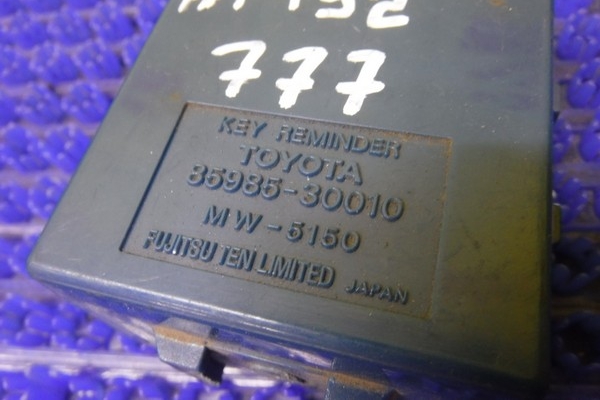 777
KEY REMINDER
TOYOTA
85985-30010
MW-5150
FUJITSU TEN LIMITED JAPAN